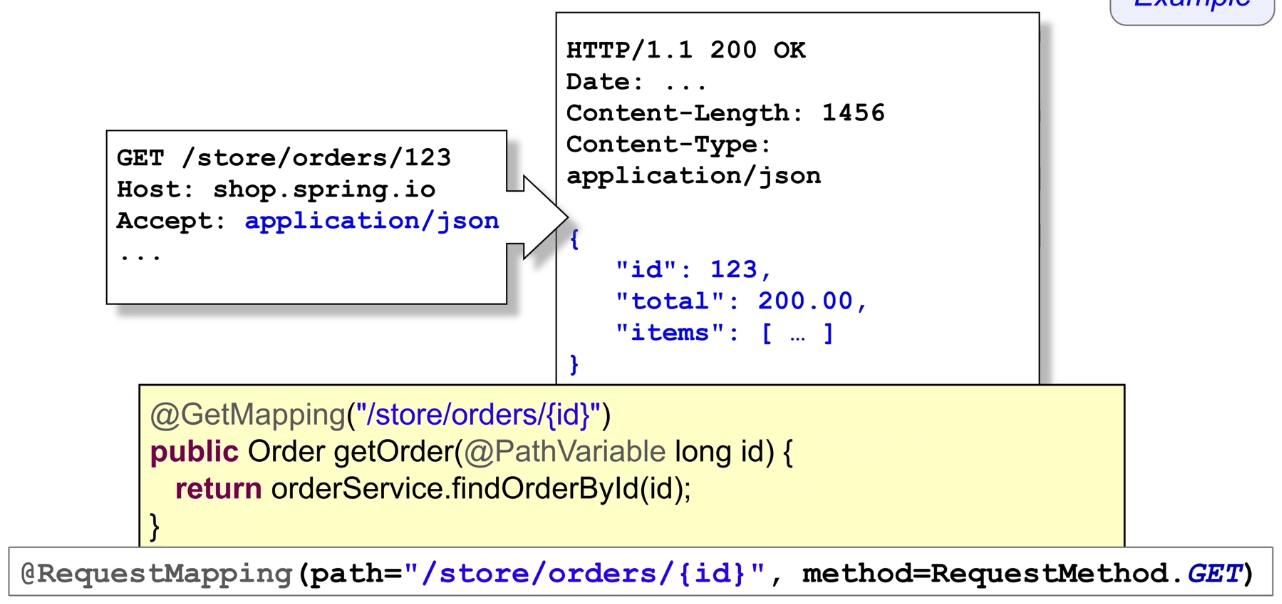 Example
GET /store/orders/123
Host: shop.spring.io
Accept: application/json
...
HTTP/1.1 200 OK
Date: ...
Content-Length: 1456
Content-Type:
application/json
{
"id": 123,
"total": 200.00,
"items": [ … ]
}
@GetMapping("/store/orders/{id}")
public Order getOrder(@PathVariable long id) {
return orderService.findOrderById(id);
}
@RequestMapping(path="/store/orders/{id}", method=RequestMethod.GET)